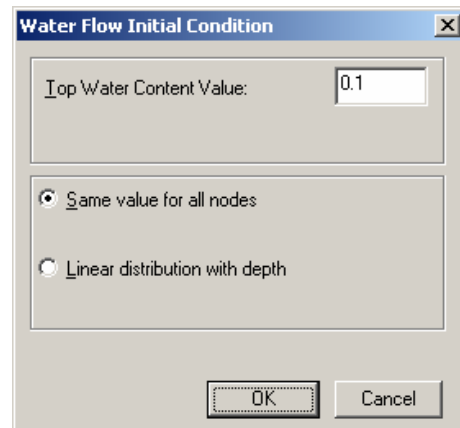 Water Flow Initial Condition
Top Water Content Value: 0.1
Same value for all nodes
Linear distribution with depth
OK Cancel